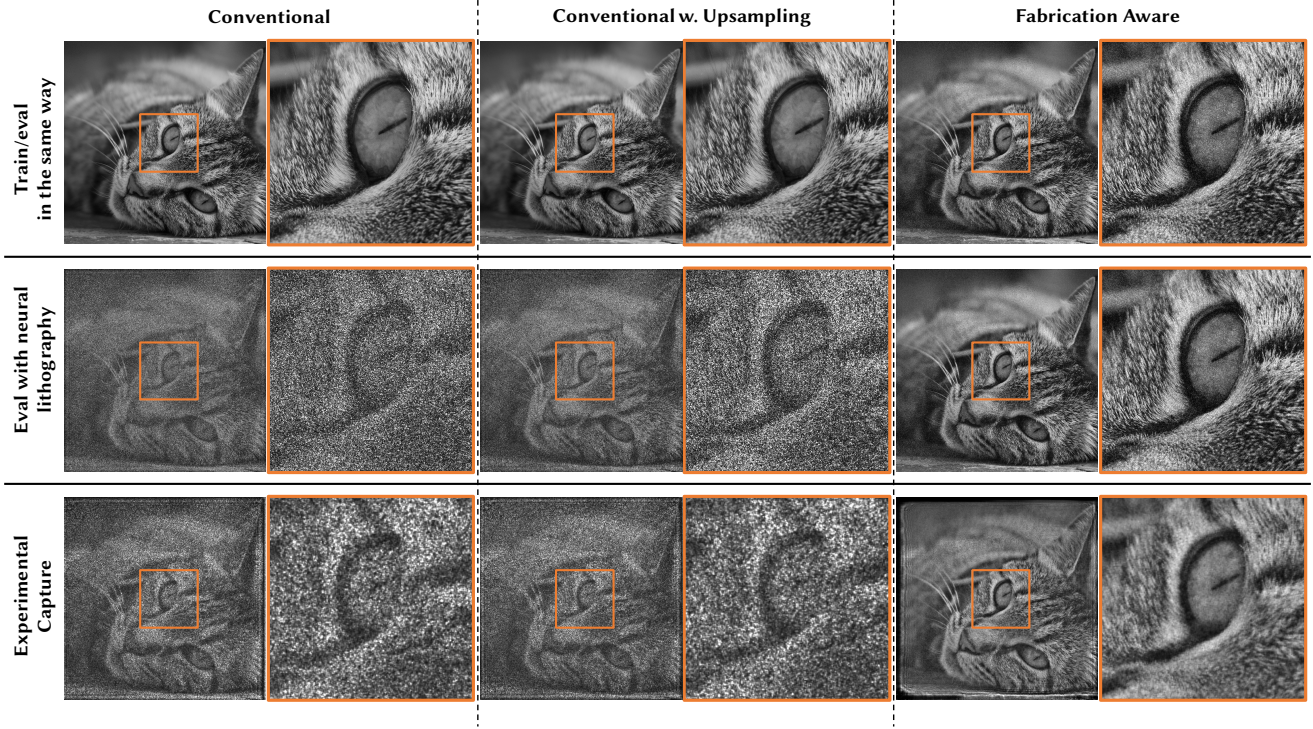 Conventional
Conventional w. Upsampling
Fabrication Aware
Train/eval
in the same way
Eval with neural
lithography
Experimental
Capture